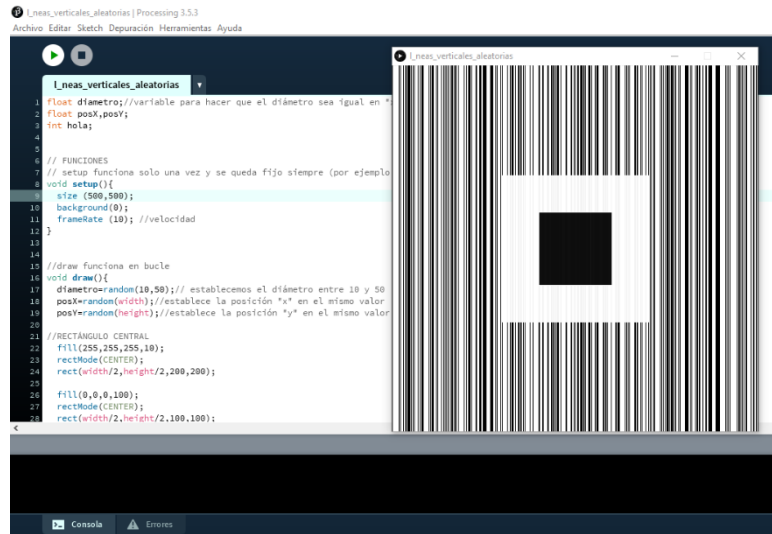 l_neas_verticales_aleatorias | Processing 3.5.3
Archivo Editar Sketch Depuración Herramientas Ayuda
l_neas_verticales_aleatorias
l_neas_verticales_aleatorias
1 float diametro;//variable para hacer que el diámetro sea igual en "
2 float posX,posY;
3 int hola;
4
5
6 // FUNCIONES
7 // setup funciona solo una vez y se queda fijo siempre (por ejemplo
8 void setup(){
9 size (500,500);
10 background(0);
11 frameRate (10); //velocidad
12 }
13
14
15 //draw funciona en bucle
16 void draw(){
17 diametro=random(10,50);// establecemos el diámetro entre 10 y 50
18 posX=random(width);//establece la posición "x" en el mismo valor
19 posY=random(height);//establece la posición "y" en el mismo valor
20
21 //RECTÁNGULO CENTRAL
22 fill(255,255,255,10);
23 rectMode(CENTER);
24 rect(width/2,height/2,200,200);
25
26 fill(0,0,0,100);
27 rectMode(CENTER);
28 rect(width/2,height/2,100,100);
Consola Errores